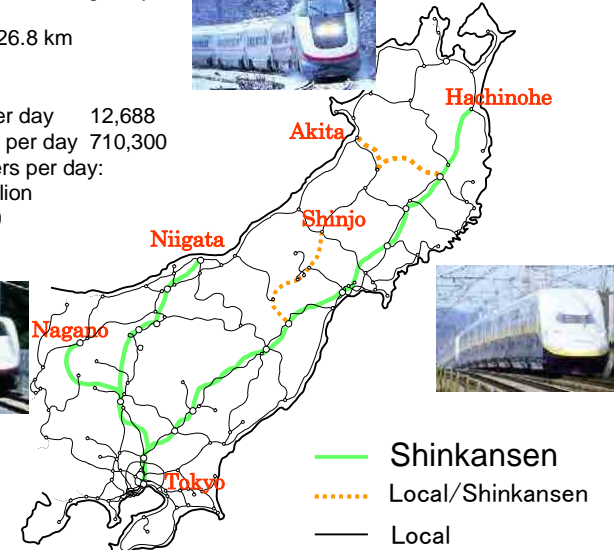 26.8 km
er day 12,688
per day 710,300
ers per day:
lion
Hachinohe
Akita
Shinjo
Niigata
Nagano
Tokyo
Shinkansen
Local/Shinkansen
Local